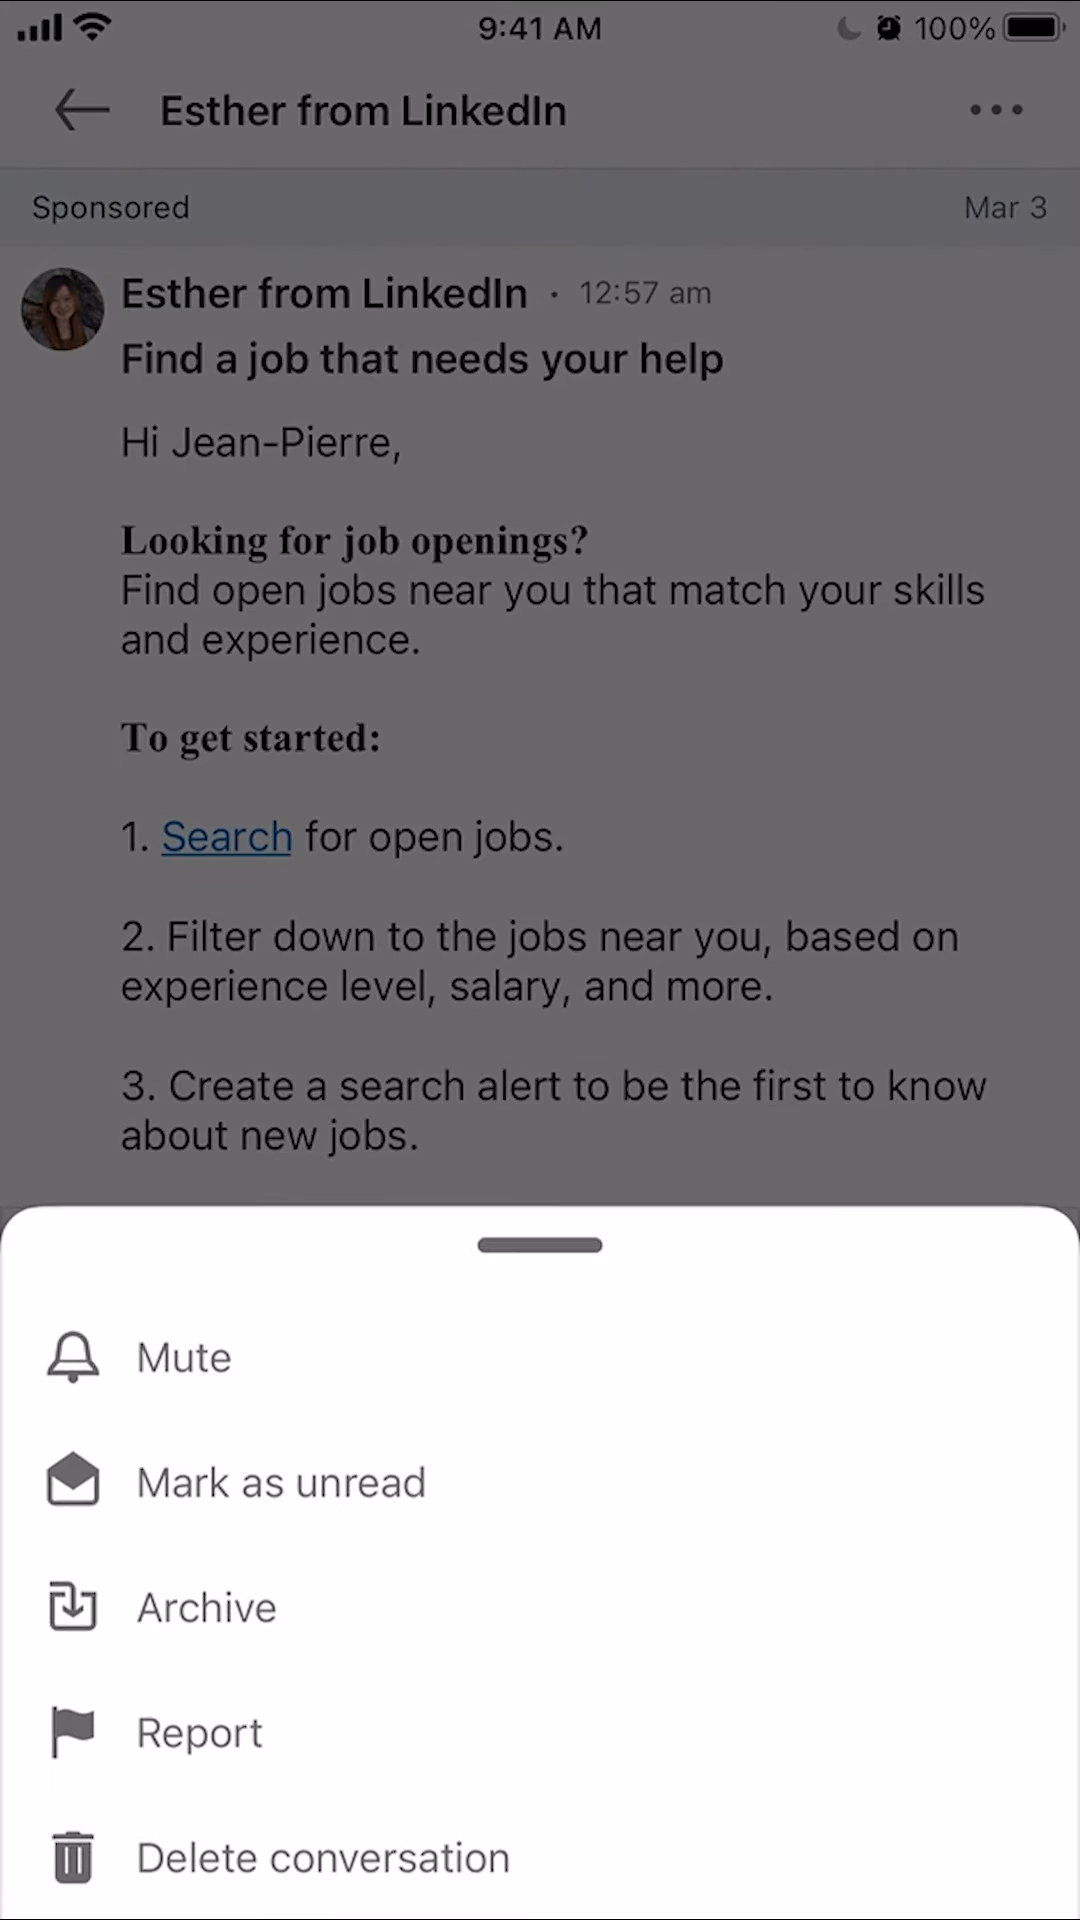 9:41 AM
100%
Esther from LinkedIn
Sponsored
Mar 3
Esther from LinkedIn · 12:57 am
Find a job that needs your help
Hi Jean-Pierre,
Looking for job openings?
Find open jobs near you that match your skills
and experience.
To get started:
1. Search for open jobs.
2. Filter down to the jobs near you, based on
experience level, salary, and more.
3. Create a search alert to be the first to know
about new jobs.
Mute
Mark as unread
Archive
Report
Delete conversation